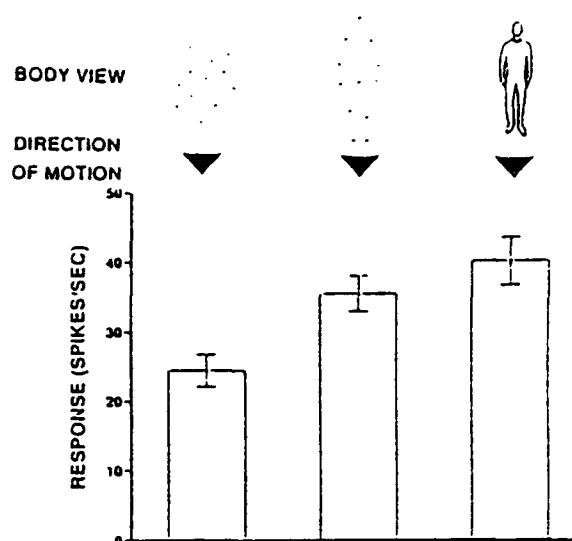 BODY VIEW
DIRECTION
OF MOTION
50
40
30
20
10
0
RESPONSE (SPIKES'SEC)